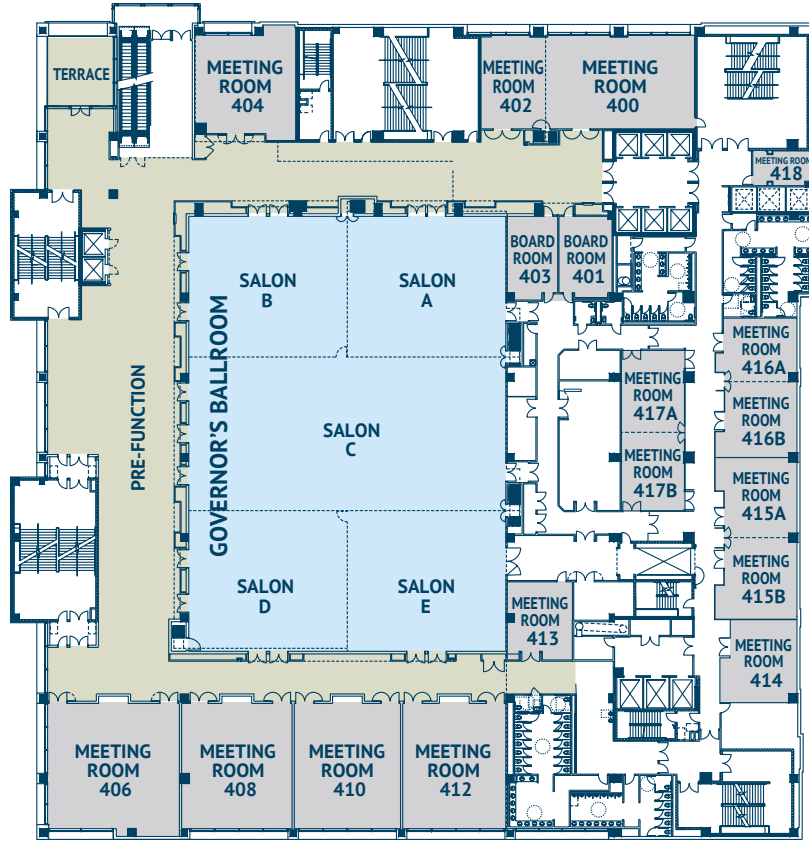 TERRACE
MEETING
ROOM
404
MEETING
ROOM
402
MEETING
ROOM
400
MEETING ROOM
418
BOARD
ROOM
403
BOARD
ROOM
401
SALON
B
SALON
A
MEETING
ROOM
416A
MEETING
ROOM
417A
MEETING
ROOM
416B
PRE-FUNCTION
GOVERNOR'S BALLROOM
SALON
C
MEETING
ROOM
417B
MEETING
ROOM
415A
MEETING
ROOM
415B
SALON
D
SALON
E
MEETING
ROOM
413
MEETING
ROOM
414
MEETING
ROOM
406
MEETING
ROOM
408
MEETING
ROOM
410
MEETING
ROOM
412